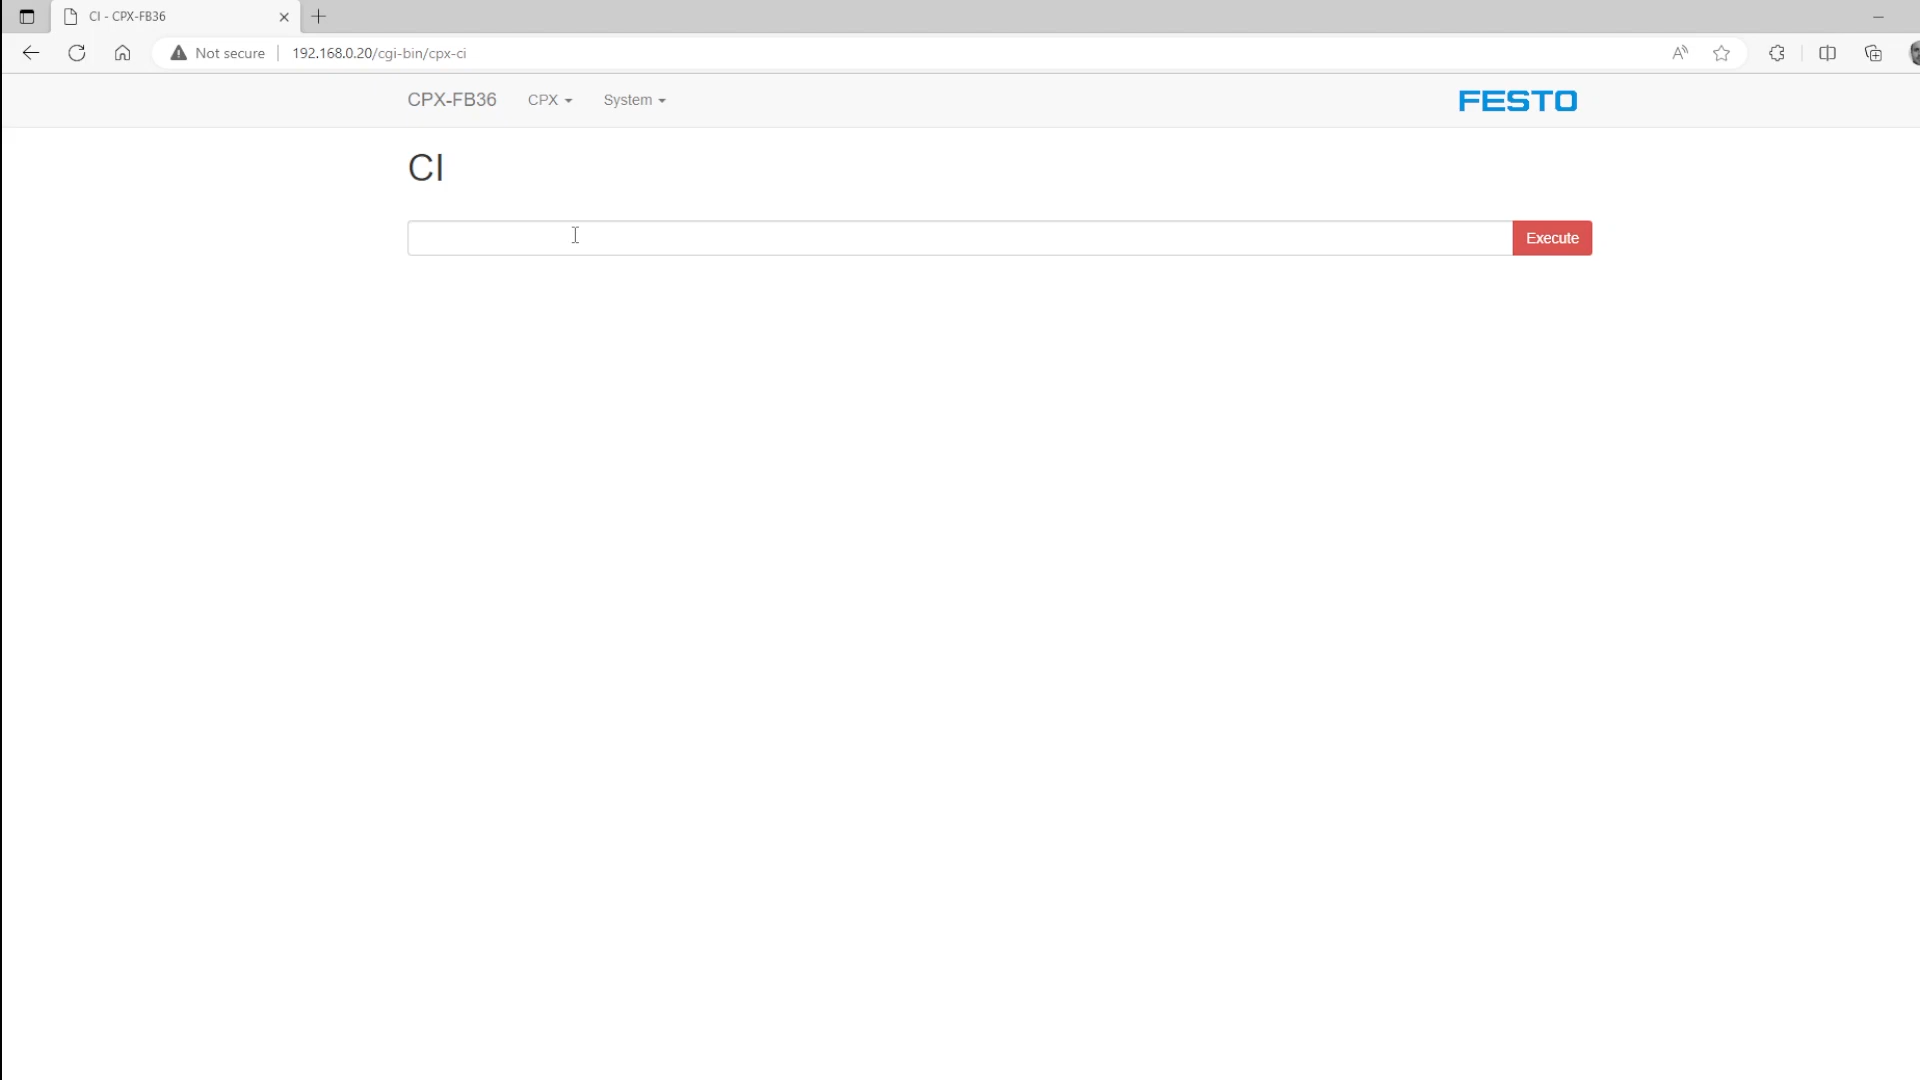 CI - CPX-FB36
Not secure
192.168.0.20/cgi-bin/cpx-ci
CPX-FB36
CPX
System
FESTO
CI
Execute